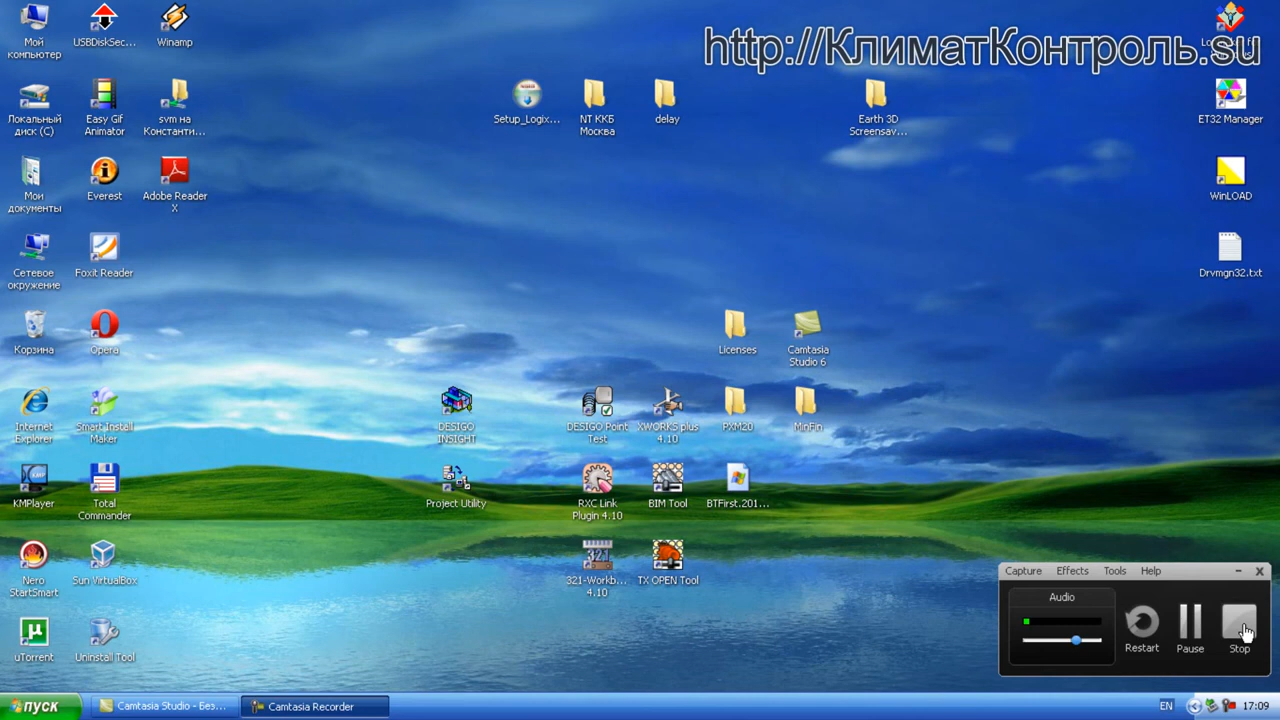 http://КлиматКонтроль.su
Мой
компьютер
USBDiskSec...
Winamp
Локальный
диск (C)
Easy Gif
Animator
svm на
Константи...
Setup_Logix...
NT ККБ
Москва
delay
Earth 3D
Screensav...
ET32 Manager
Мои
документы
Everest
Adobe Reader
X
WinLOAD
Сетевое
окружение
Foxit Reader
Drvmgn32.txt
Корзина
Opera
Licenses
Camtasia
Studio 6
Internet
Explorer
Smart Install
Maker
DESIGO
INSIGHT
DESIGO Point
Test
XWORKS plus
4.10
PXM20
MinFin
KMPlayer
Total
Commander
Project Utility
RXC Link
Plugin 4.10
BIM Tool
BTFirst.201...
Nero
StartSmart
Sun VirtualBox
321-Workb...
4.10
TX OPEN Tool
uTorrent
Uninstall Tool
Capture Effects Tools Help
Audio
Restart
Pause
Stop
пуск
Camtasia Studio - Без...
Camtasia Recorder
EN
17:09